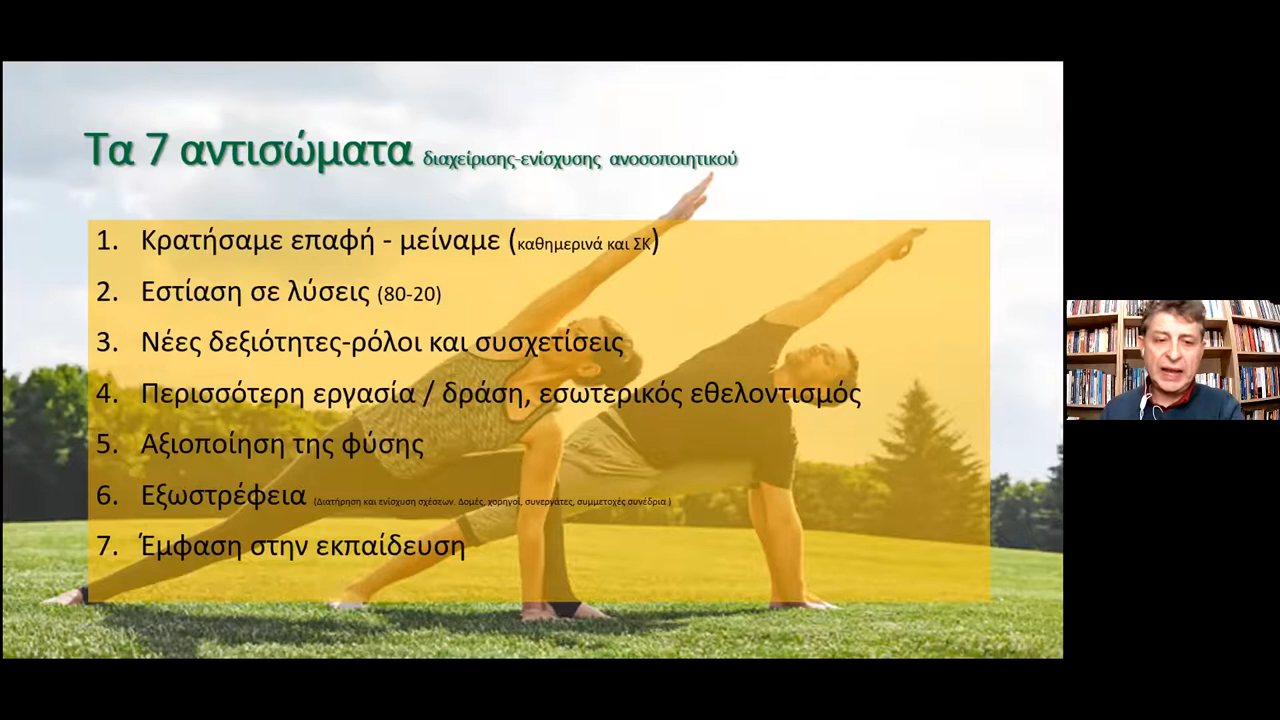 Τα 7 αντισώματα διαχείρισης-ενίσχυσης ανοσοποιητικού
1. Κρατήσαμε επαφή - μείναμε (καθημερινά και ΣΚ)
2. Εστίαση σε λύσεις (80-20)
3. Νέες δεξιότητες-ρόλοι και συσχετίσεις
4. Περισσότερη εργασία / δράση, εσωτερικός εθελοντισμός
5. Αξιοποίηση της φύσης
6. Εξωστρέφεια (Διατήρηση και ενίσχυση σχέσεων. Δομές, χορηγοί, συνεργάτες, συμμετοχές συνέδρια )
7. Έμφαση στην εκπαίδευση